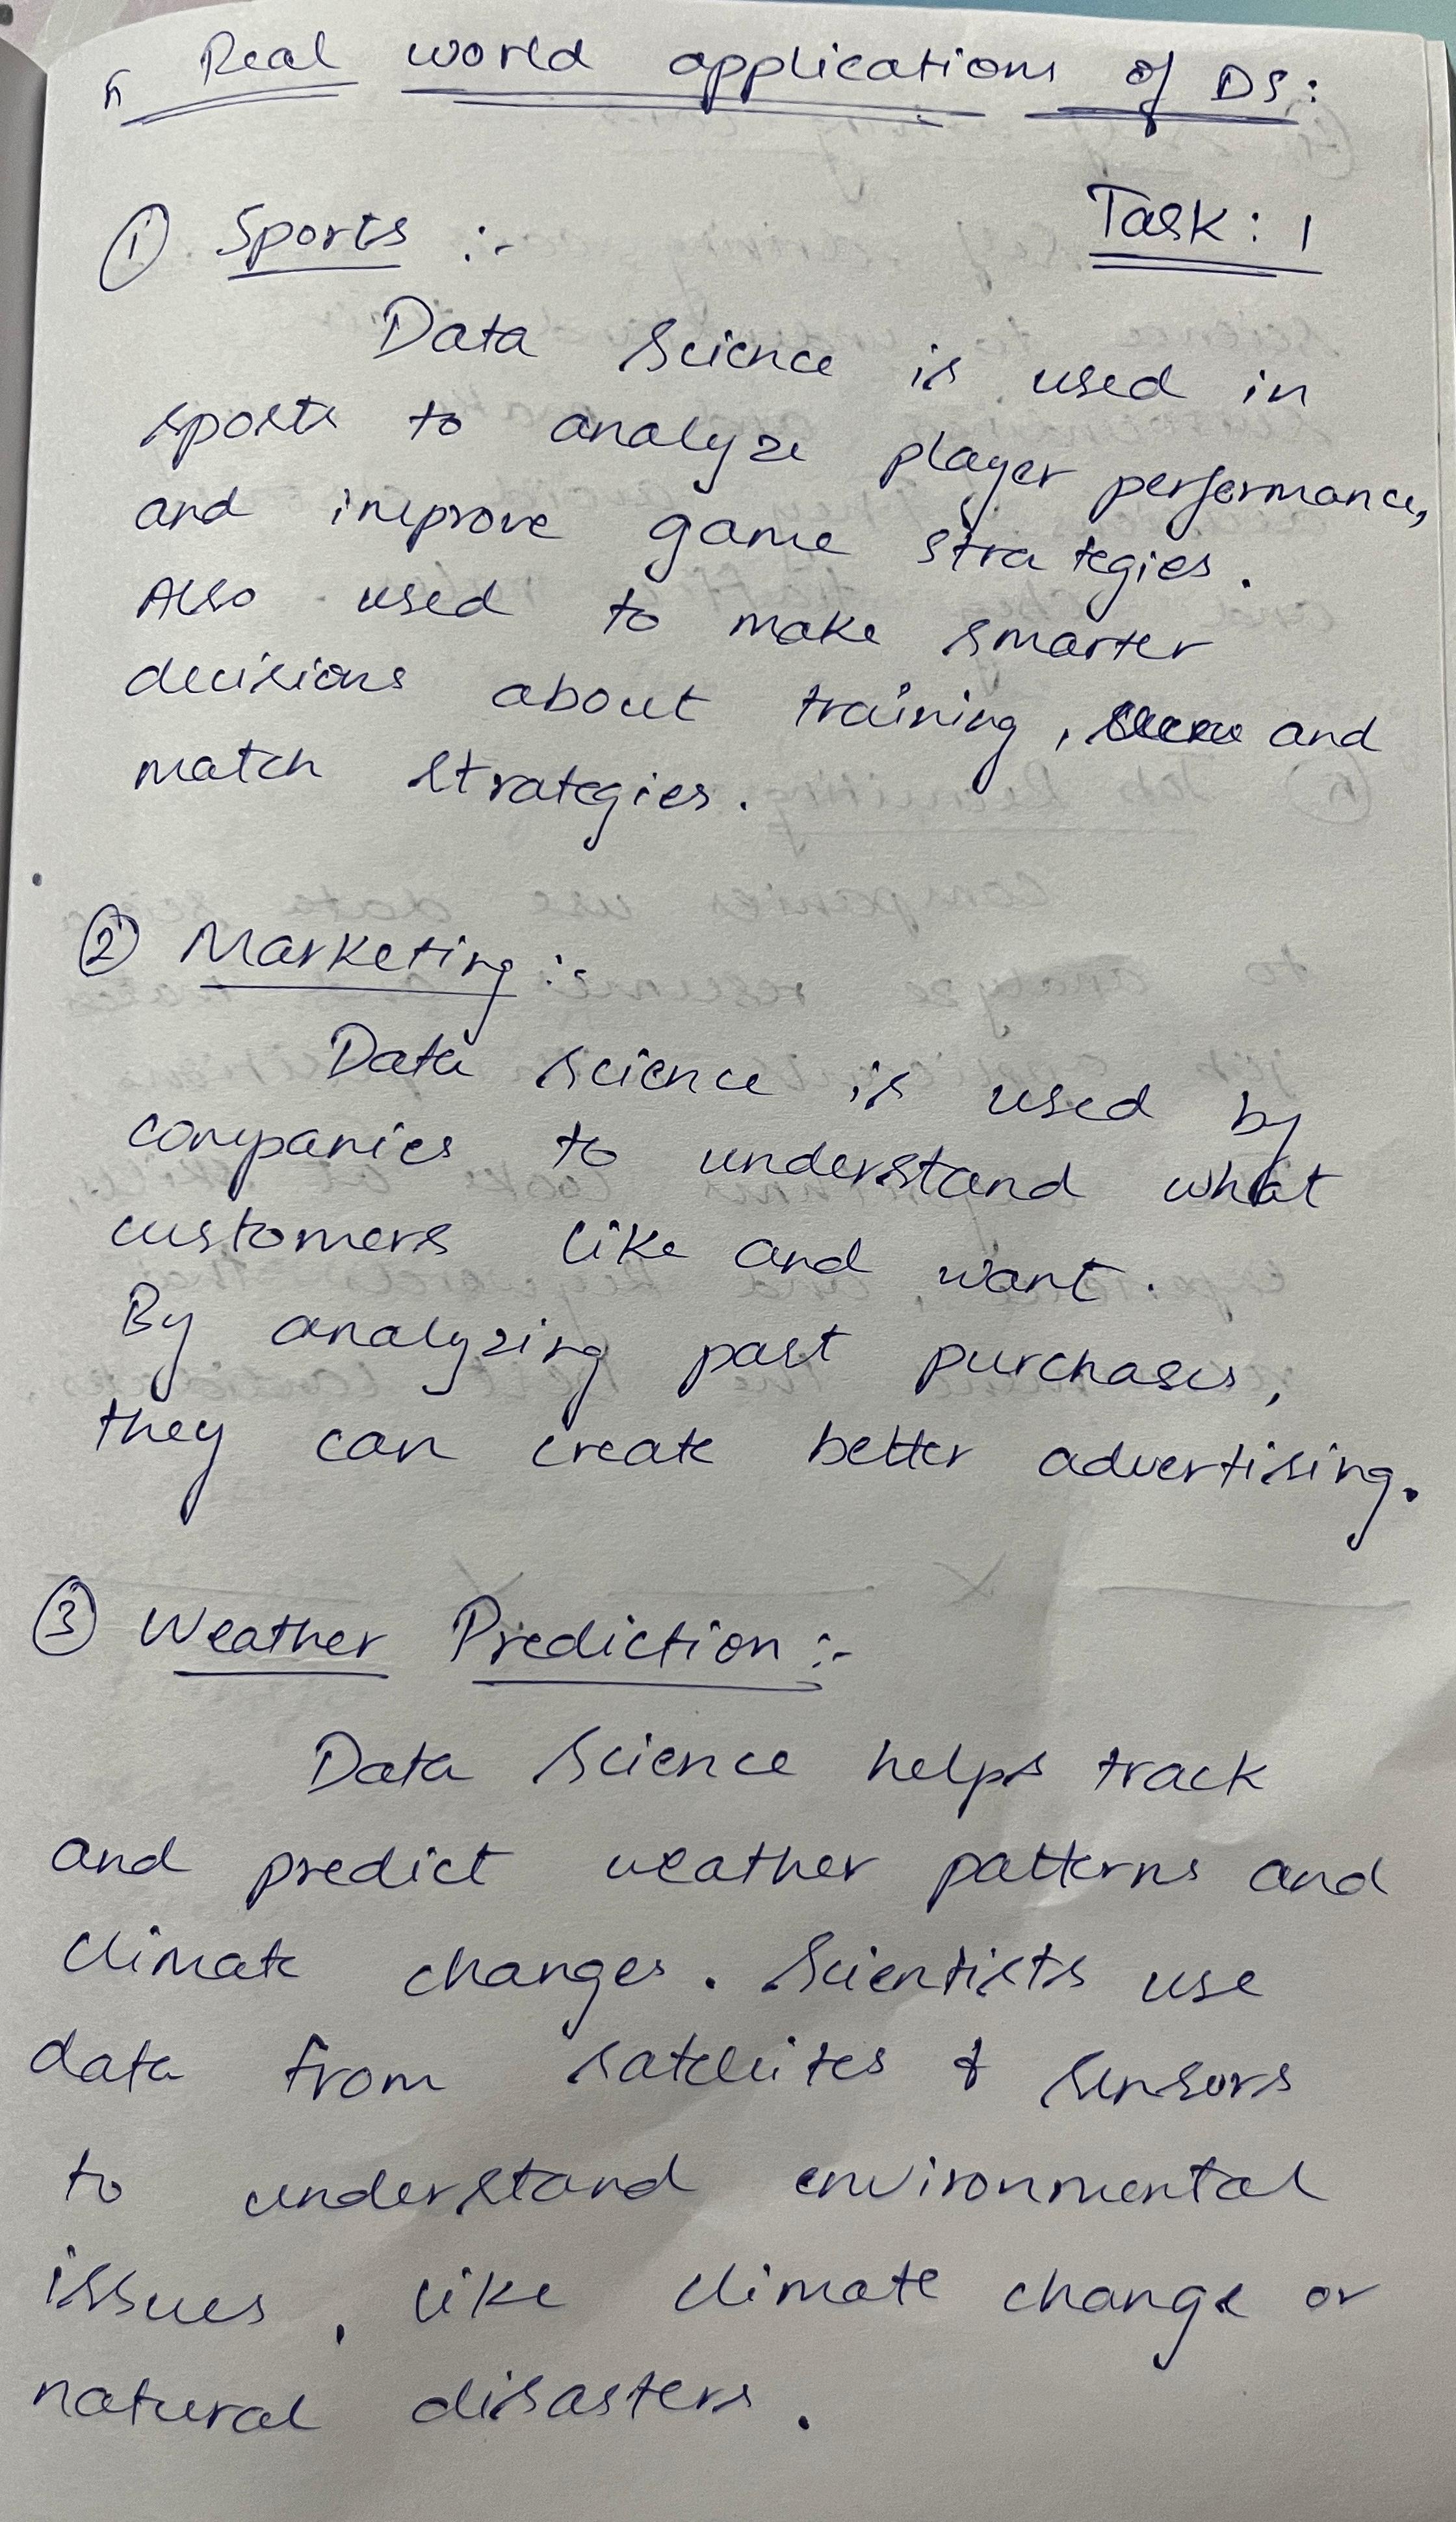 Real world applications of DS:
Task: 1
① Sports :-
Data Science is used in
sports to analyze player performance,
and improve game strategies.
Also used to make smarter
decisions about training, and
match strategies.
② Marketing :-
Data science is used by
companies to understand what
customers like and want.
By analyzing past purchases,
they can create better advertising.
③ Weather Prediction :-
Data Science helps track
and predict weather patterns and
climate changes. Scientists use
data from satellites & sensors
to understand environmental
issues, like climate change or
natural disasters.